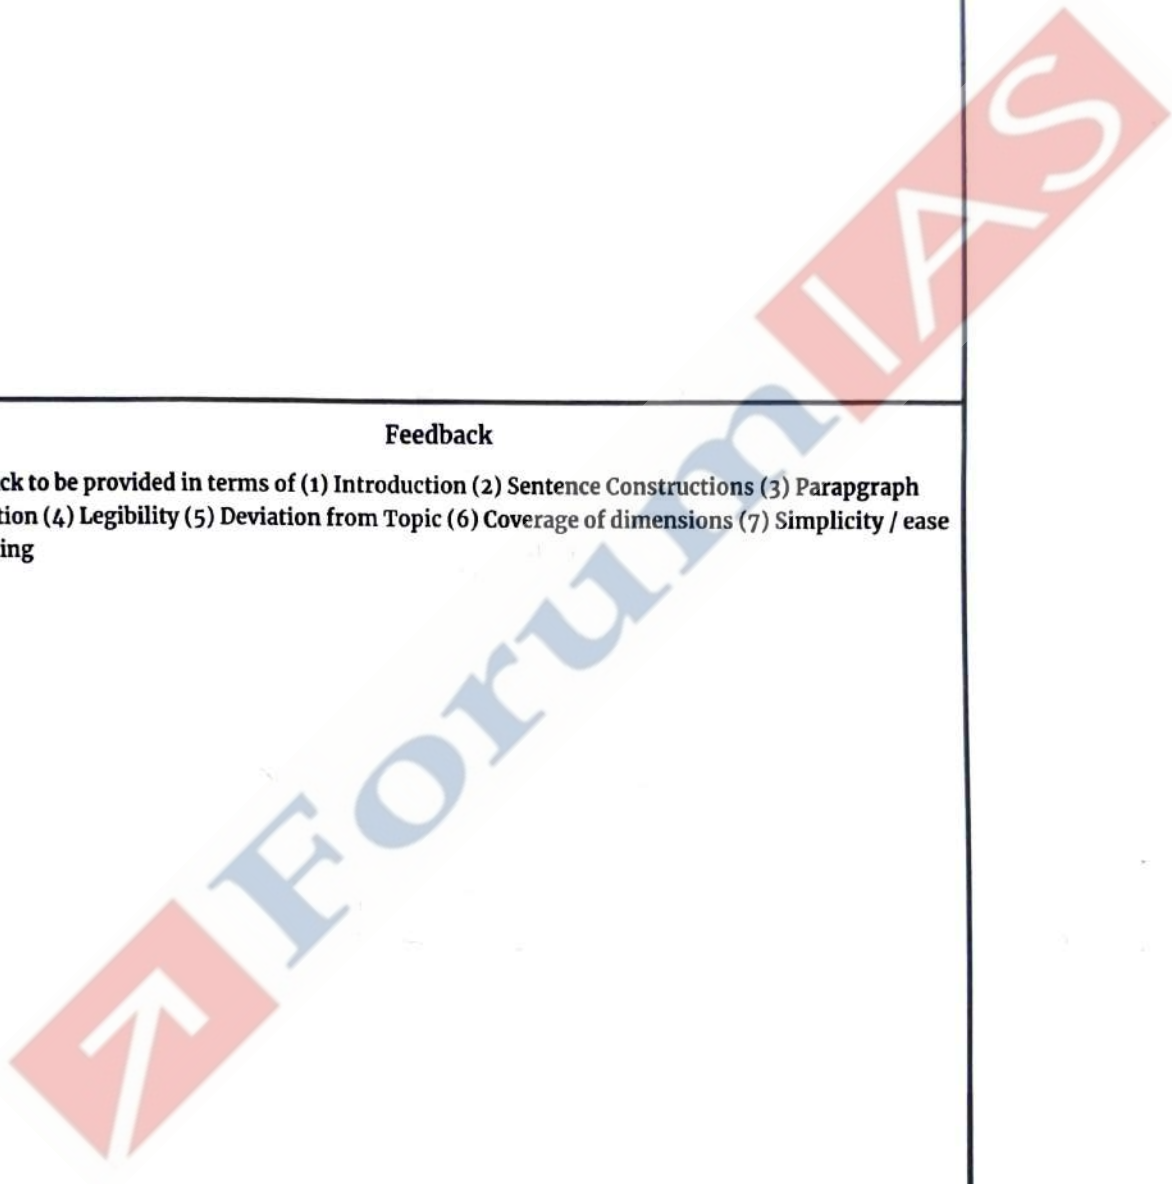 Feedback
ck to be provided in terms of (1) Introduction (2) Sentence Constructions (3) Parapgraph
tion (4) Legibility (5) Deviation from Topic (6) Coverage of dimensions (7) Simplicity / ease
ing
ForumIAS